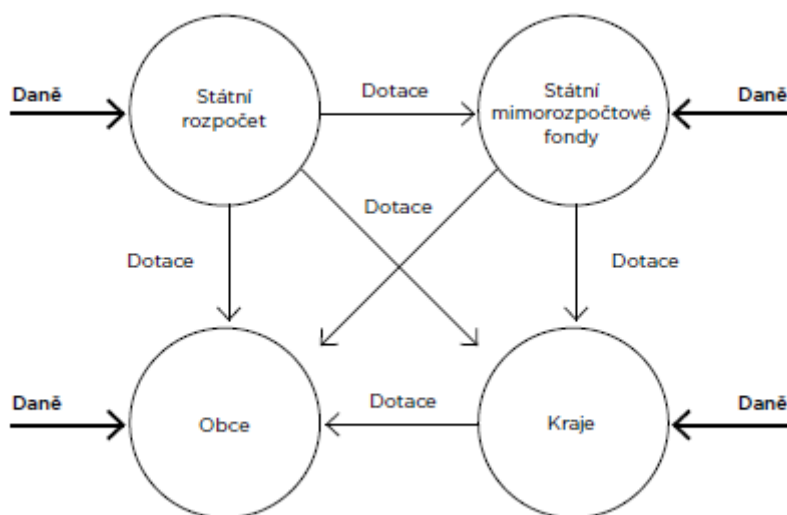 Daně
Státní
rozpočet
Dotace
Státní
mimorozpočtové
fondy
Daně
Dotace
Dotace
Dotace
Daně
Obce
Dotace
Kraje
Daně